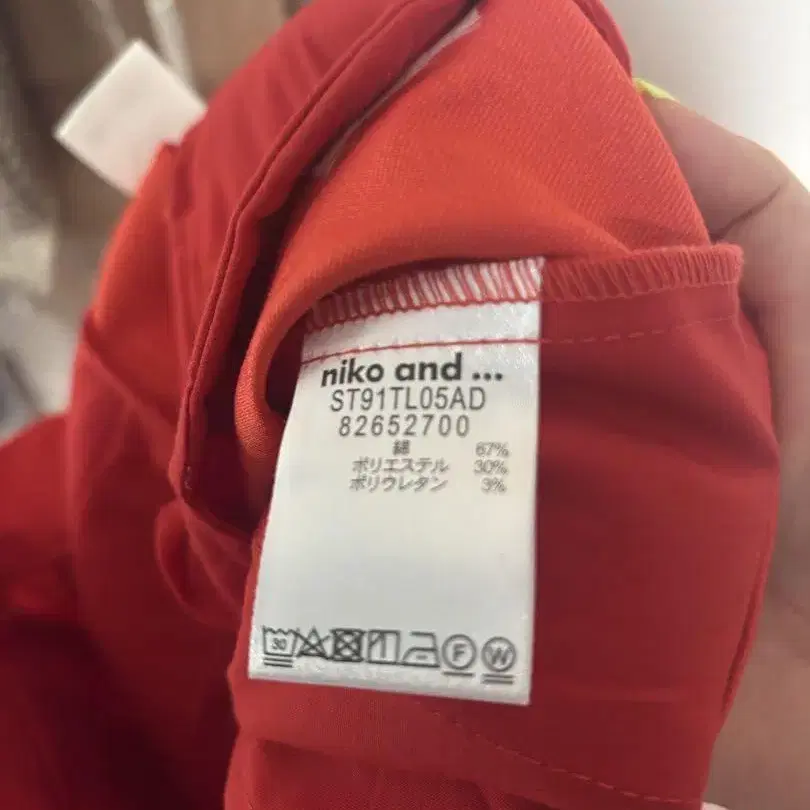 niko and ...
ST91TL05AD
82652700
綿 67%
ポリエステル 30%
ポリウレタン 3%
30
F W